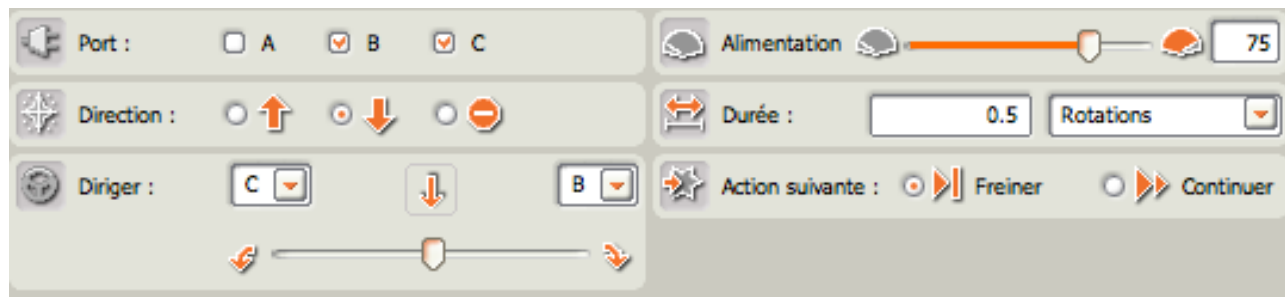 Port : A B C
Alimentation 75
Direction :
Durée : 0.5 Rotations
Diriger : C B
Action suivante : Freiner Continuer